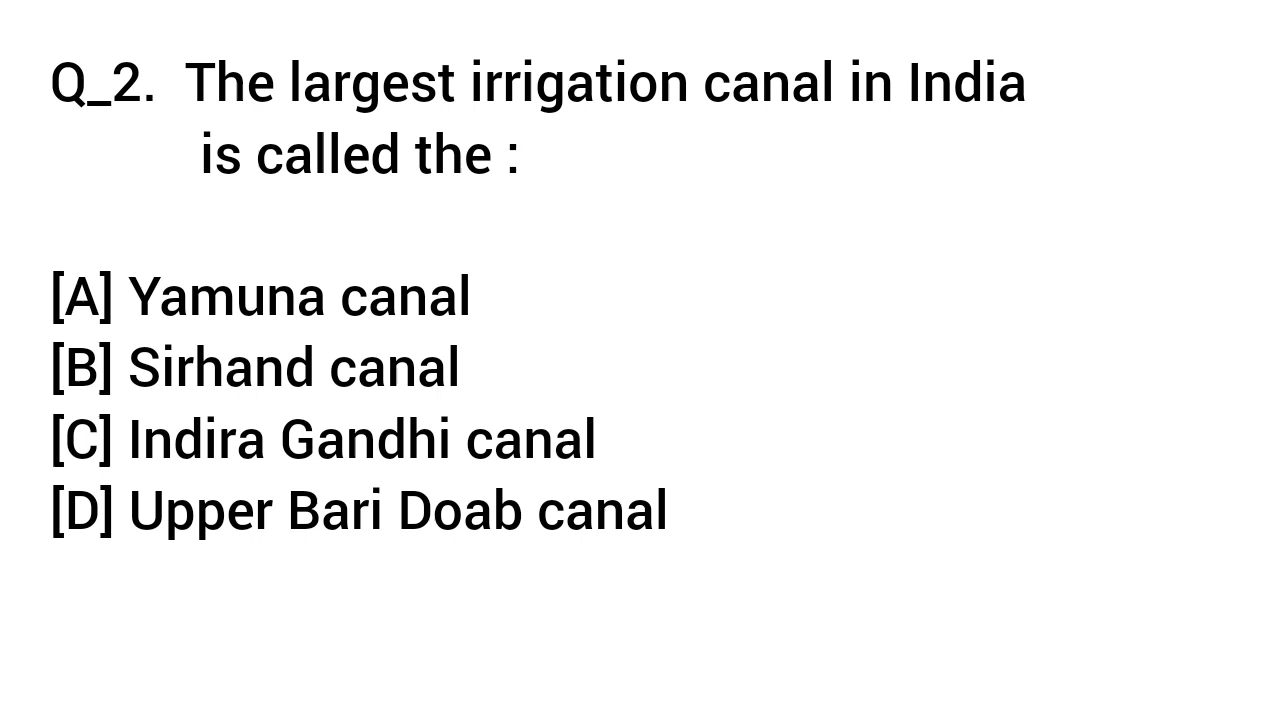 Q_2. The largest irrigation canal in India
is called the :
[A] Yamuna canal
[B] Sirhand canal
[C] Indira Gandhi canal
[D] Upper Bari Doab canal